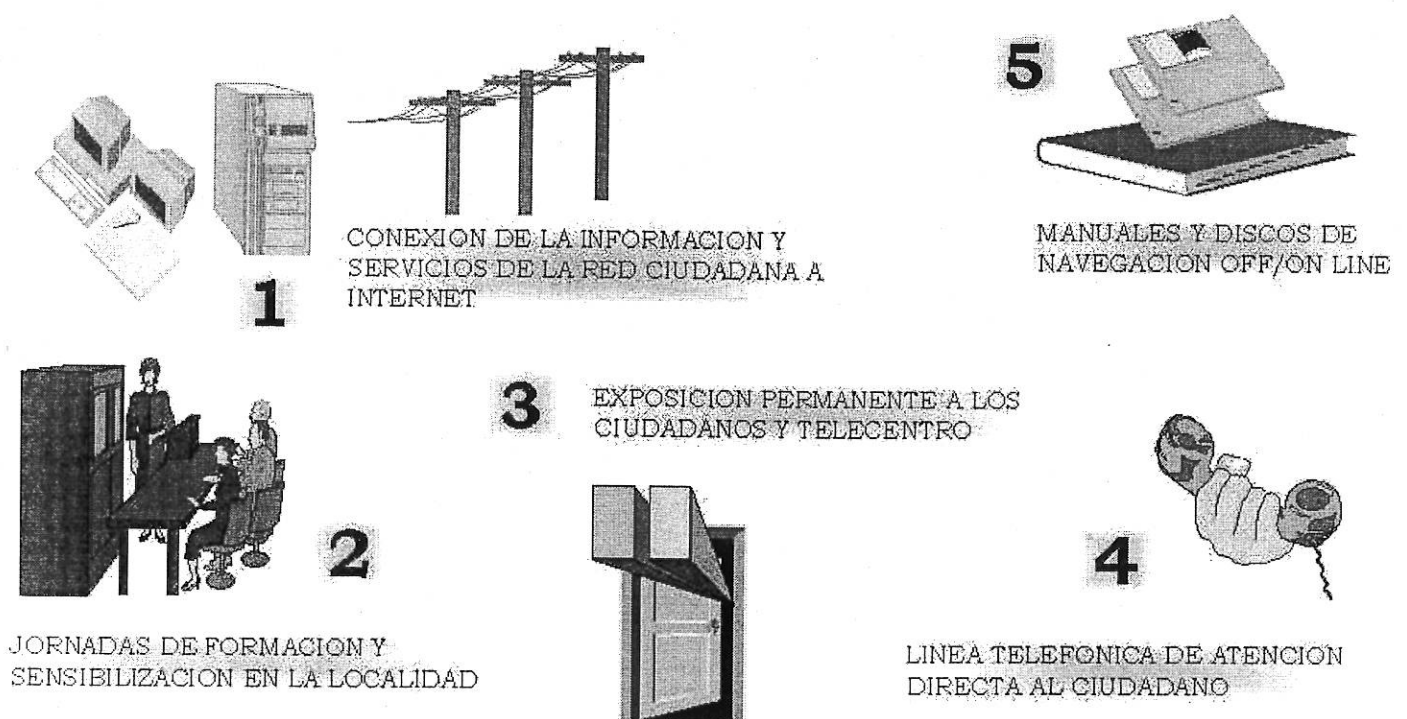 1
CONEXION DE LA INFORMACION Y
SERVICIOS DE LA RED CIUDADANA A
INTERNET
2
JORNADAS DE FORMACION Y
SENSIBILIZACION EN LA LOCALIDAD
3
EXPOSICION PERMANENTE A LOS
CIUDADANOS Y TELECENTRO
4
LINEA TELEFONICA DE ATENCION
DIRECTA AL CIUDADANO
5
MANUALES Y DISCOS DE
NAVEGACION OFF/ON LINE